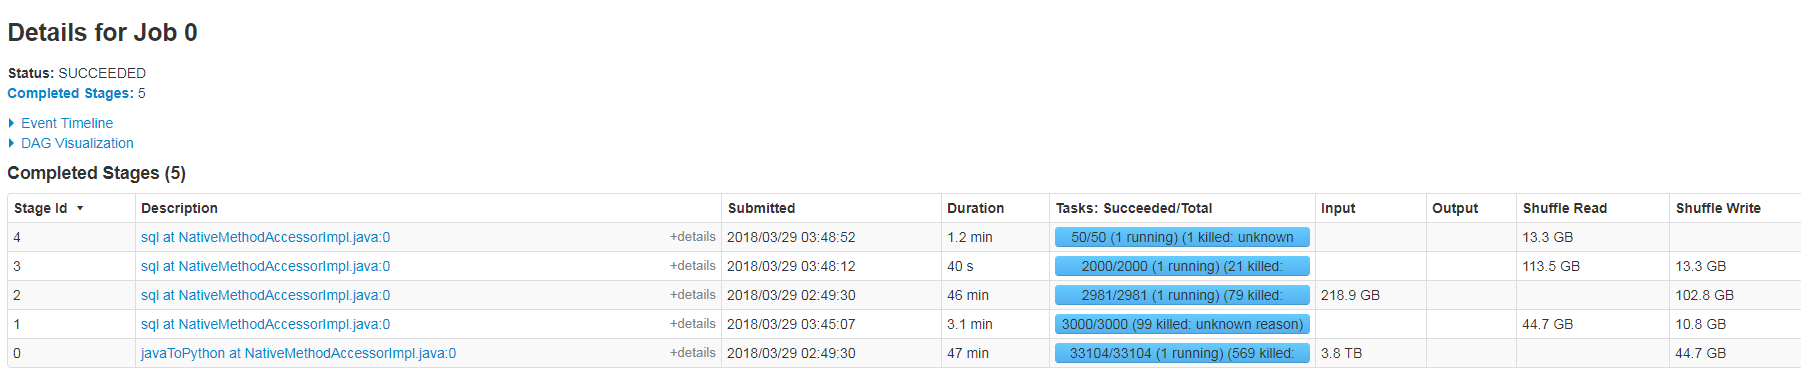 Details for Job 0
Status: SUCCEEDED
Completed Stages: 5
Event Timeline
DAG Visualization
Completed Stages (5)
Stage Id Description Submitted Duration Tasks: Succeeded/Total Input Output Shuffle Read Shuffle Write
4 sql at NativeMethodAccessorImpl.java:0 +details 2018/03/29 03:48:52 1.2 min 50/50 (1 running) (1 killed: unknown 13.3 GB
3 sql at NativeMethodAccessorImpl.java:0 +details 2018/03/29 03:48:12 40 s 2000/2000 (1 running) (21 killed: 113.5 GB 13.3 GB
2 sql at NativeMethodAccessorImpl.java:0 +details 2018/03/29 02:49:30 46 min 2981/2981 (1 running) (79 killed: 218.9 GB 102.8 GB
1 sql at NativeMethodAccessorImpl.java:0 +details 2018/03/29 03:45:07 3.1 min 3000/3000 (99 killed: unknown reason) 44.7 GB 10.8 GB
0 javaToPython at NativeMethodAccessorImpl.java:0 +details 2018/03/29 02:49:30 47 min 33104/33104 (1 running) (569 killed: 3.8 TB 44.7 GB